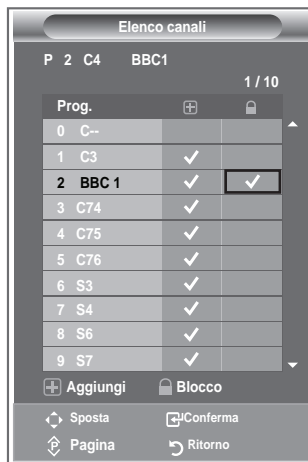 Elenco canali
P 2 C4 BBC1
1 / 10
Prog.
0 C--
1 C3
2 BBC 1
3 C74
4 C75
5 C76
6 S3
7 S4
8 S6
9 S7
Aggiungi Blocco
Sposta Conferma
P Pagina Ritorno